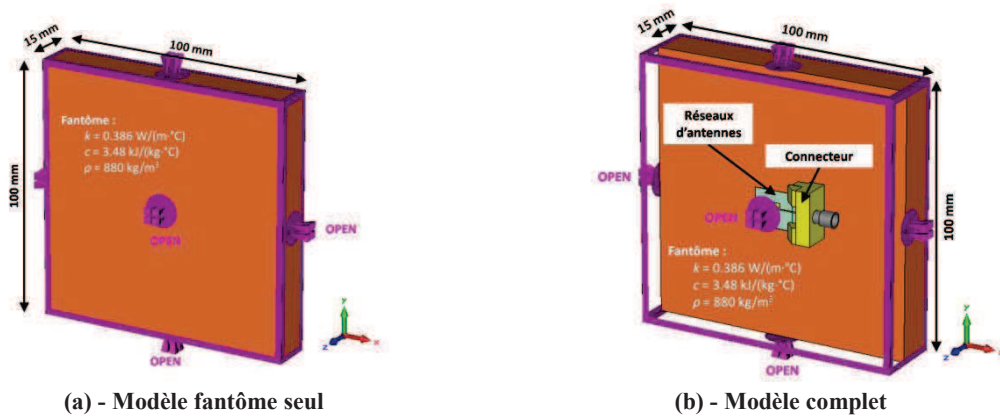 15 mm
100 mm
100 mm
Fantôme :
k = 0.386 W/(m·°C)
c = 3.48 kJ/(kg·°C)
ρ = 880 kg/m³
OPEN
OPEN
OPEN
y
x
z
(a) - Modèle fantôme seul
15 mm
100 mm
Réseaux
d'antennes
Connecteur
OPEN
OPEN
100 mm
Fantôme :
k = 0.386 W/(m·°C)
c = 3.48 kJ/(kg·°C)
ρ = 880 kg/m³
OPEN
y
x
z
(b) - Modèle complet